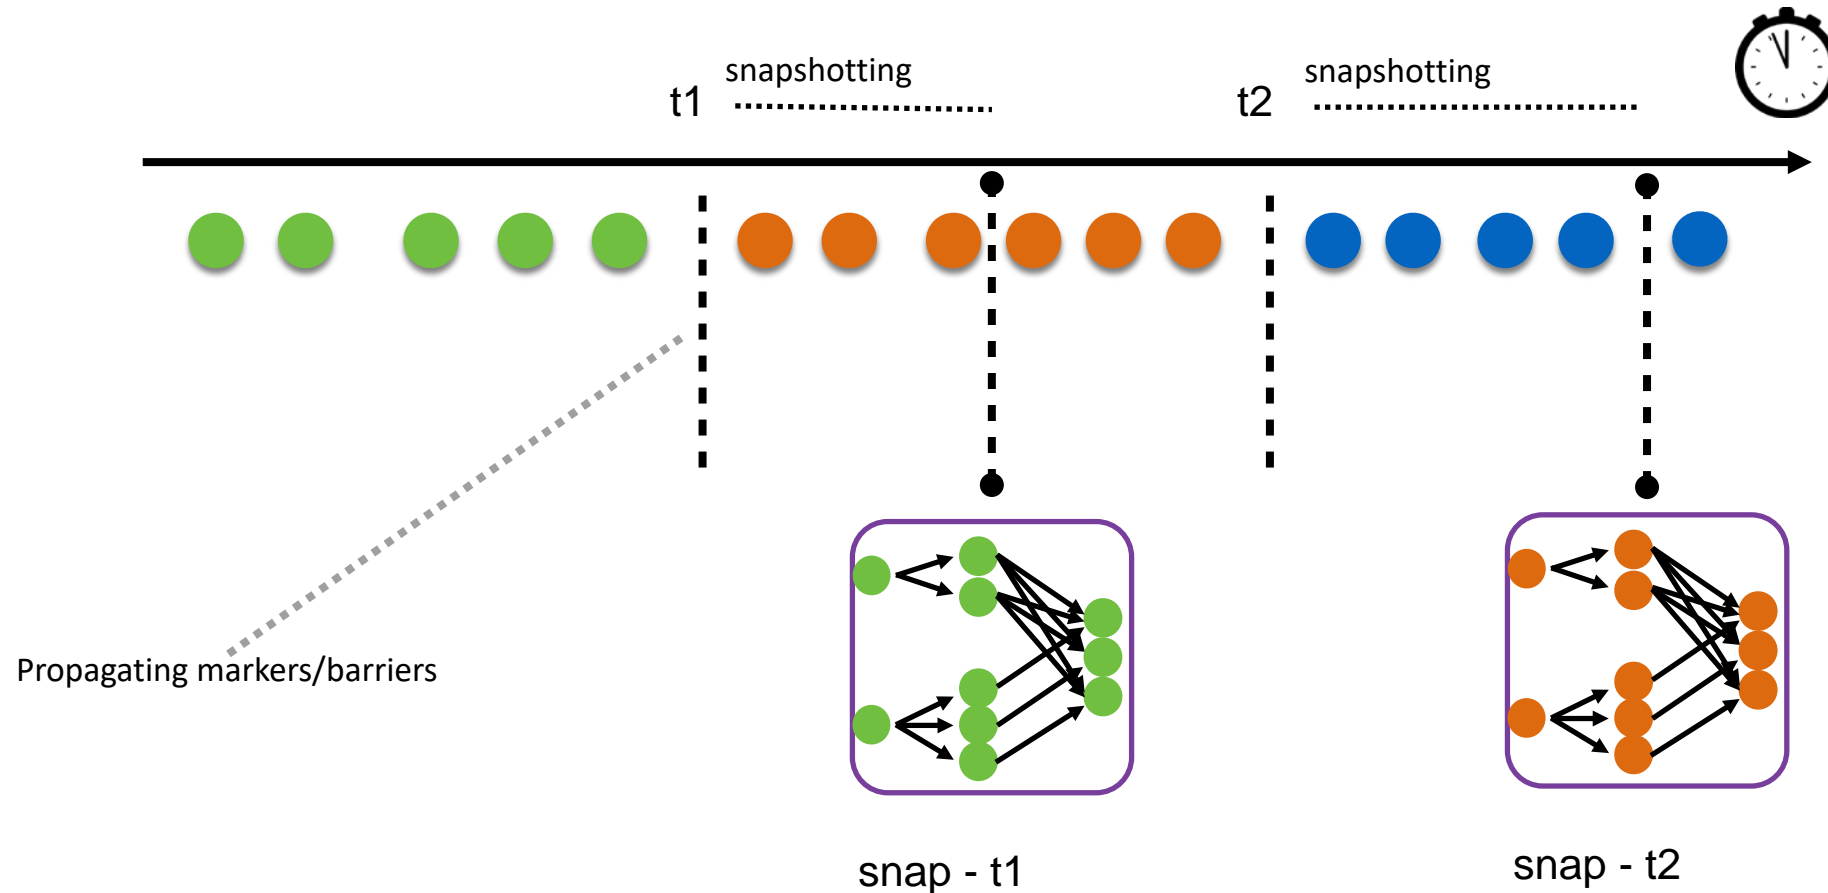 snapshotting
snapshotting
t1
t2
Propagating markers/barriers
snap - t1
snap - t2